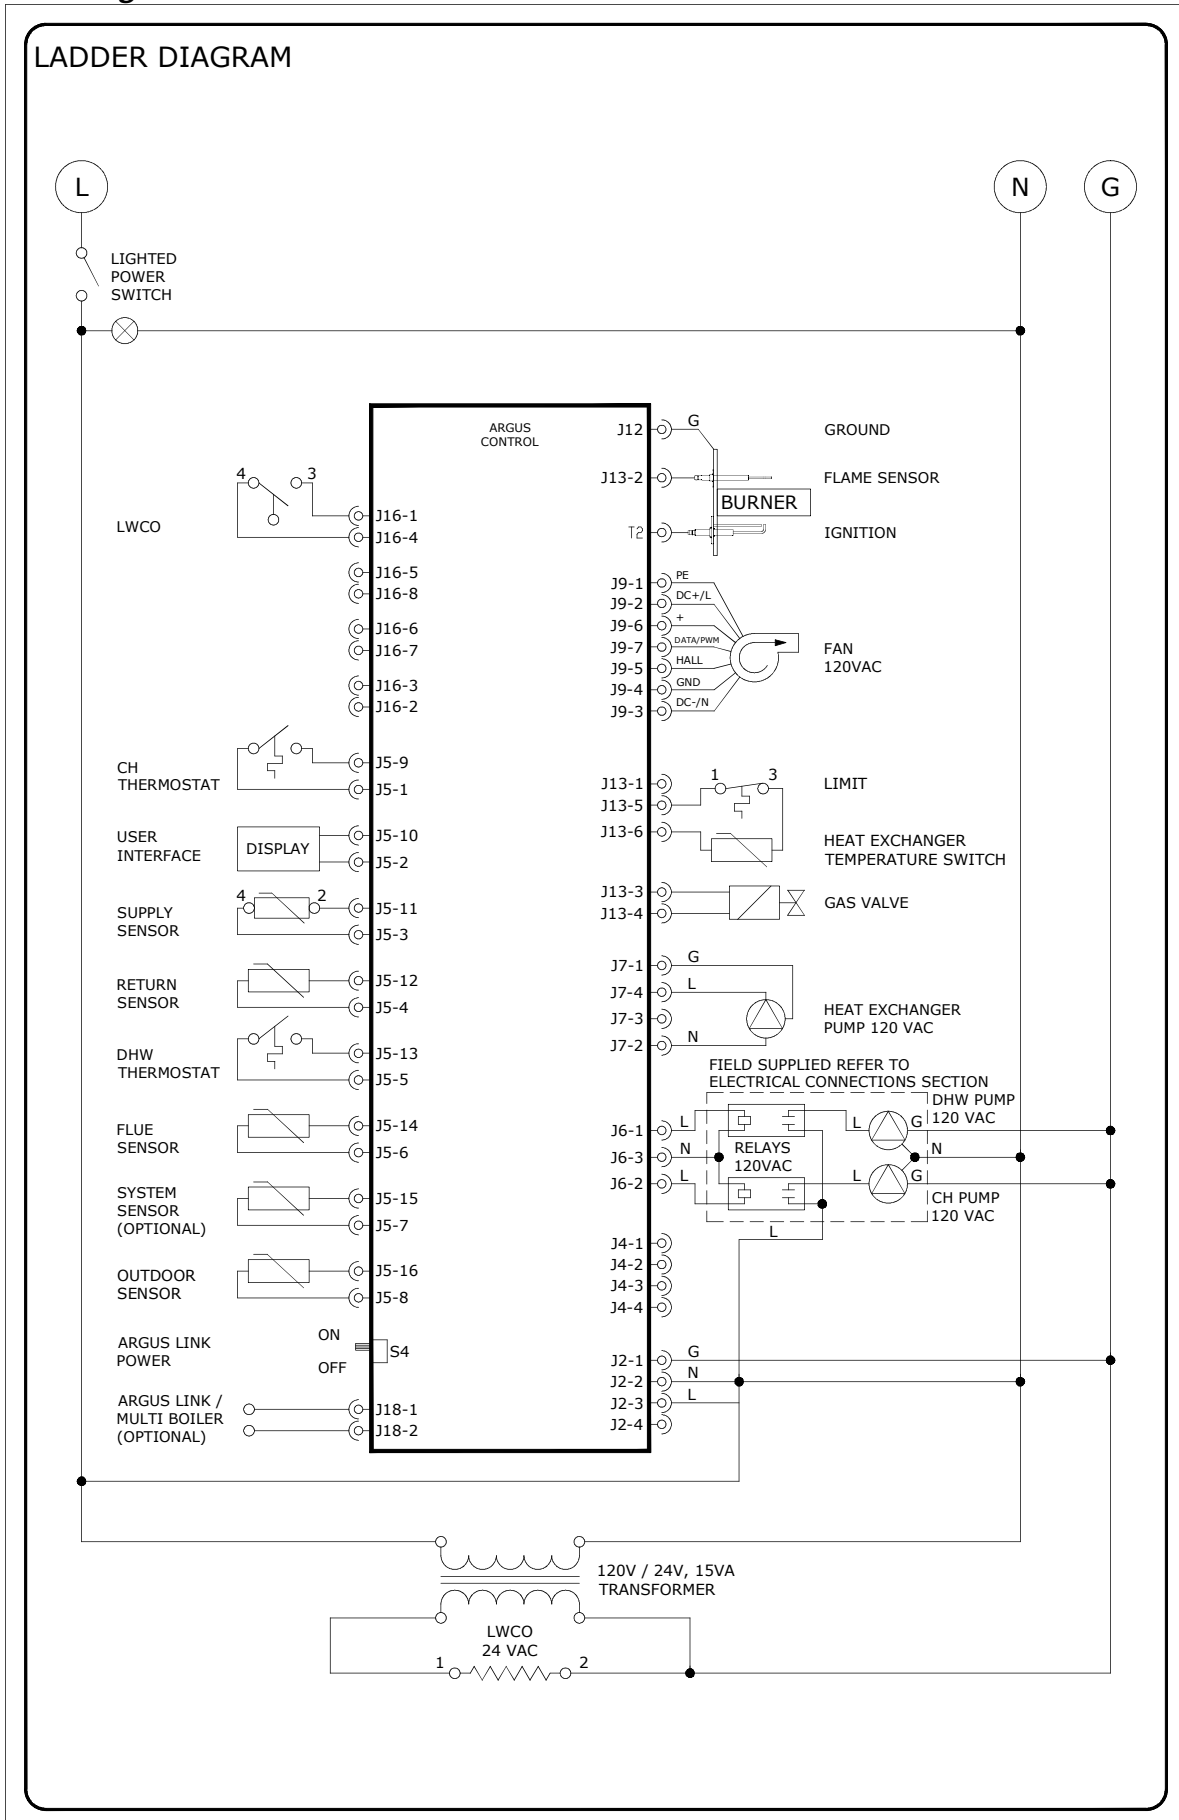 LADDER DIAGRAM
L
N
G
LIGHTED
POWER
SWITCH
ARGUS
CONTROL
LWCO
4
3
J16-1
J16-4
J16-5
J16-8
J16-6
J16-7
J16-3
J16-2
CH
THERMOSTAT
J5-9
J5-1
USER
INTERFACE
DISPLAY
J5-10
J5-2
SUPPLY
SENSOR
4
2
J5-11
J5-3
RETURN
SENSOR
J5-12
J5-4
DHW
THERMOSTAT
J5-13
J5-5
FLUE
SENSOR
J5-14
J5-6
SYSTEM
SENSOR
(OPTIONAL)
J5-15
J5-7
OUTDOOR
SENSOR
J5-16
J5-8
ARGUS LINK
POWER
ON
OFF
S4
ARGUS LINK /
MULTI BOILER
(OPTIONAL)
J18-1
J18-2
J12
G
GROUND
J13-2
FLAME SENSOR
BURNER
T2
IGNITION
J9-1
PE
J9-2
DC+/L
J9-6
+
J9-7
DATA/PWM
J9-5
HALL
J9-4
GND
J9-3
DC-/N
FAN
120VAC
J13-1
J13-5
J13-6
1
3
LIMIT
HEAT EXCHANGER
TEMPERATURE SWITCH
J13-3
J13-4
GAS VALVE
J7-1
G
J7-4
L
J7-3
J7-2
N
HEAT EXCHANGER
PUMP 120 VAC
FIELD SUPPLIED REFER TO
ELECTRICAL CONNECTIONS SECTION
DHW PUMP
120 VAC
J6-1
L
J6-3
N
J6-2
L
RELAYS
120VAC
L
G
N
L
G
CH PUMP
120 VAC
L
J4-1
J4-2
J4-3
J4-4
J2-1
G
J2-2
N
J2-3
L
J2-4
120V / 24V, 15VA
TRANSFORMER
LWCO
24 VAC
1
2